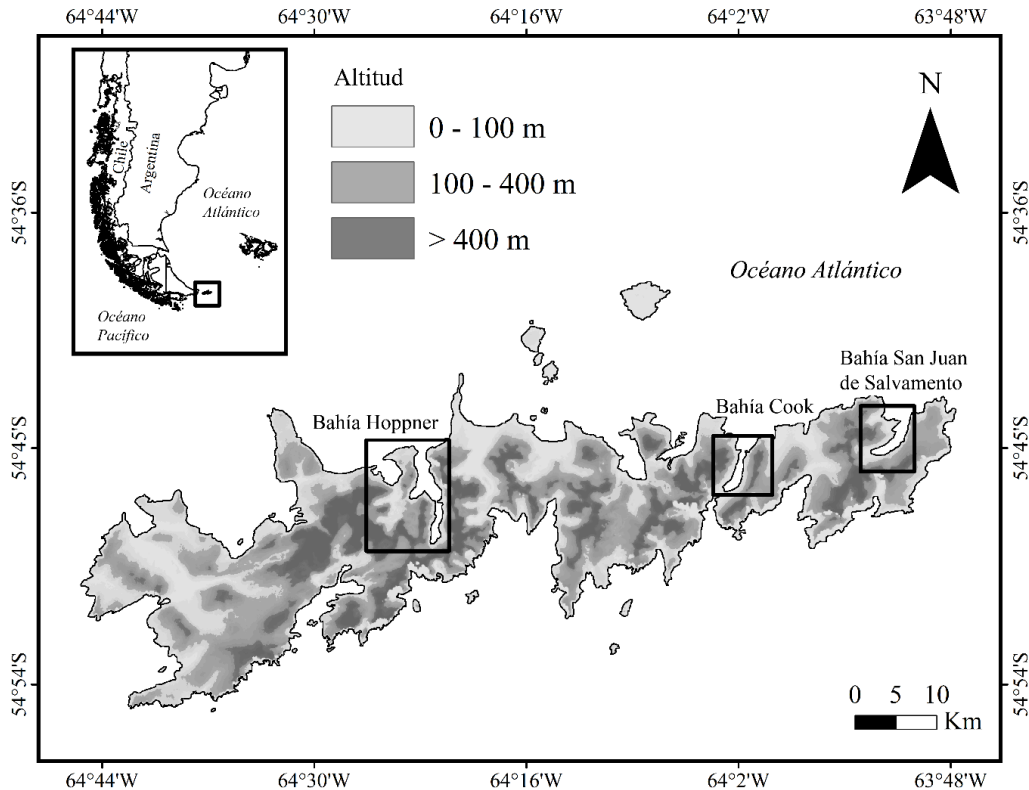 64°44'W 64°30'W 64°16'W 64°2'W 63°48'W
Chile
Argentina
Océano
Atlántico
Océano
Pacífico
Altitud
0 - 100 m
100 - 400 m
> 400 m
N
54°36'S 54°36'S
Océano Atlántico
Bahía San Juan
de Salvamento
Bahía Cook
Bahía Hoppner
54°45'S 54°45'S
54°54'S 54°54'S
0 5 10
Km
64°44'W 64°30'W 64°16'W 64°2'W 63°48'W